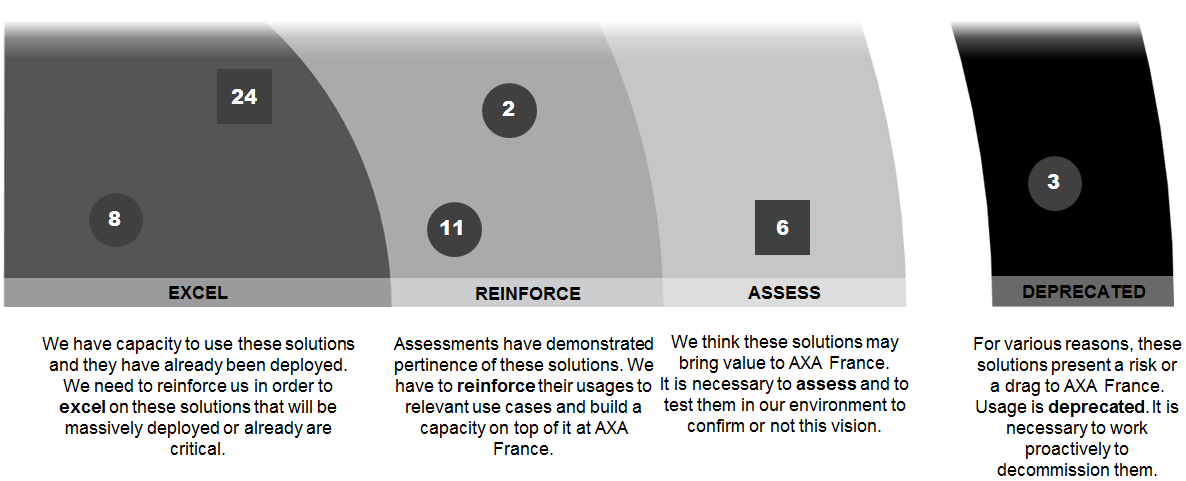 24
2
3
8
11
6
EXCEL
REINFORCE
ASSESS
DEPRECATED
We have capacity to use these solutions
and they have already been deployed.
We need to reinforce us in order to
excel on these solutions that will be
massively deployed or already are
critical.
Assessments have demonstrated
pertinence of these solutions. We
have to reinforce their usages to
relevant use cases and build a
capacity on top of it at AXA
France.
We think these solutions may
bring value to AXA France.
It is necessary to assess and to
test them in our environment to
confirm or not this vision.
For various reasons, these
solutions present a risk or
a drag to AXA France.
Usage is deprecated. It is
necessary to work
proactively to
decommission them.